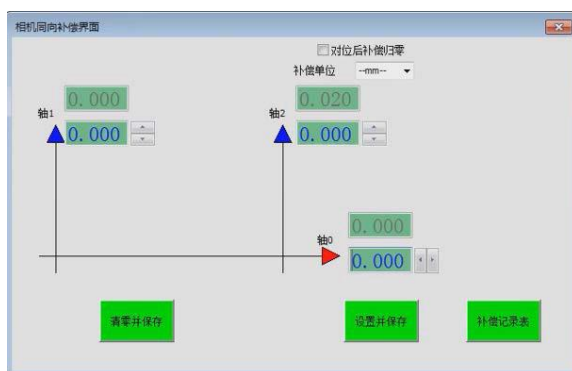 相机同向补偿界面
对位后补偿归零
补偿单位 --mm--
0.000 0.020
轴1 轴2
0.000 0.000
0.000
轴0
0.000
清零并保存 设置并保存 补偿记录表